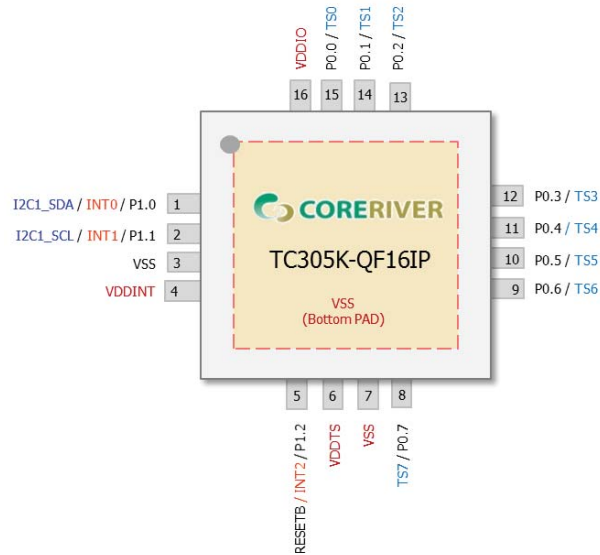 VDDIO
P0.0 / TS0
P0.1 / TS1
P0.2 / TS2
16 15 14 13
I2C1_SDA / INT0 / P1.0 1
I2C1_SCL / INT1 / P1.1 2
VSS 3
VDDINT 4
CORERIVER
TC305K-QF16IP
VSS
(Bottom PAD)
12 P0.3 / TS3
11 P0.4 / TS4
10 P0.5 / TS5
9 P0.6 / TS6
5 6 7 8
RESETB / INT2 / P1.2
VDDTS
VSS
TS7 / P0.7